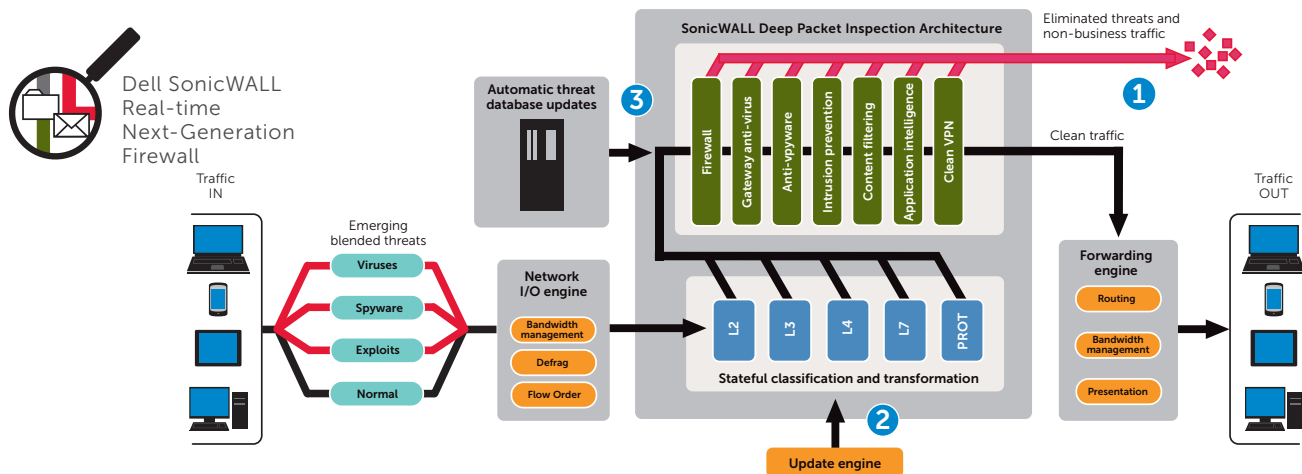 Dell SonicWALL
Real-time
Next-Generation
Firewall
Traffic
IN
Emerging
blended threats
Viruses
Spyware
Exploits
Normal
Automatic threat
database updates
3
Network
I/O engine
Bandwidth
management
Defrag
Flow Order
SonicWALL Deep Packet Inspection Architecture
Firewall
Gateway anti-virus
Anti-vpyware
Intrusion prevention
Content filtering
Application intelligence
Clean VPN
L2
L3
L4
L7
PROT
Stateful classification and transformation
2
Update engine
Eliminated threats and
non-business traffic
1
Clean traffic
Forwarding
engine
Routing
Bandwidth
management
Presentation
Traffic
OUT